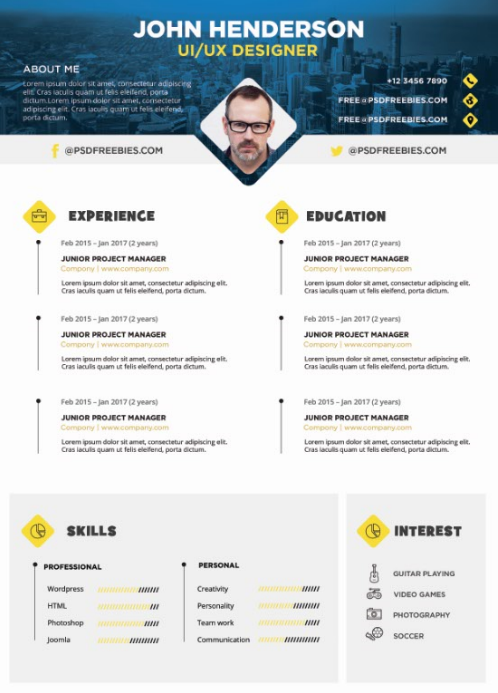 JOHN HENDERSON
UI/UX DESIGNER
ABOUT ME
Lorem ipsum dolor sit amet, consectetur adipiscing
elit. Cras iaculis quam ut felis eleifend, porta
dictum.Lorem ipsum dolor sit amet, consectetur
adipiscing elit. Cras iaculis quam ut felis eleifend,
porta dictum.
+12 3456 7890
FREE@PSDFREEBIES.COM
FREE@PSDFREEBIES.COM
@PSDFREEBIES.COM
@PSDFREEBIES.COM
EXPERIENCE
Feb 2015 – Jan 2017 (2 years)
JUNIOR PROJECT MANAGER
Compony | www.company.com
Lorem ipsum dolor sit amet, consectetur adipiscing elit.
Cras iaculis quam ut felis eleifend, porta dictum.
Feb 2015 – Jan 2017 (2 years)
JUNIOR PROJECT MANAGER
Compony | www.company.com
Lorem ipsum dolor sit amet, consectetur adipiscing elit.
Cras iaculis quam ut felis eleifend, porta dictum.
Feb 2015 – Jan 2017 (2 years)
JUNIOR PROJECT MANAGER
Compony | www.company.com
Lorem ipsum dolor sit amet, consectetur adipiscing elit.
Cras iaculis quam ut felis eleifend, porta dictum.
EDUCATION
Feb 2015 – Jan 2017 (2 years)
JUNIOR PROJECT MANAGER
Compony | www.company.com
Lorem ipsum dolor sit amet, consectetur adipiscing elit.
Cras iaculis quam ut felis eleifend, porta dictum.
Feb 2015 – Jan 2017 (2 years)
JUNIOR PROJECT MANAGER
Compony | www.company.com
Lorem ipsum dolor sit amet, consectetur adipiscing elit.
Cras iaculis quam ut felis eleifend, porta dictum.
Feb 2015 – Jan 2017 (2 years)
JUNIOR PROJECT MANAGER
Compony | www.company.com
Lorem ipsum dolor sit amet, consectetur adipiscing elit.
Cras iaculis quam ut felis eleifend, porta dictum.
SKILLS
PROFESSIONAL
Wordpress
HTML
Photoshop
Joomla
PERSONAL
Creativity
Personality
Team work
Communication
INTEREST
GUITAR PLAYING
VIDEO GAMES
PHOTOGRAPHY
SOCCER